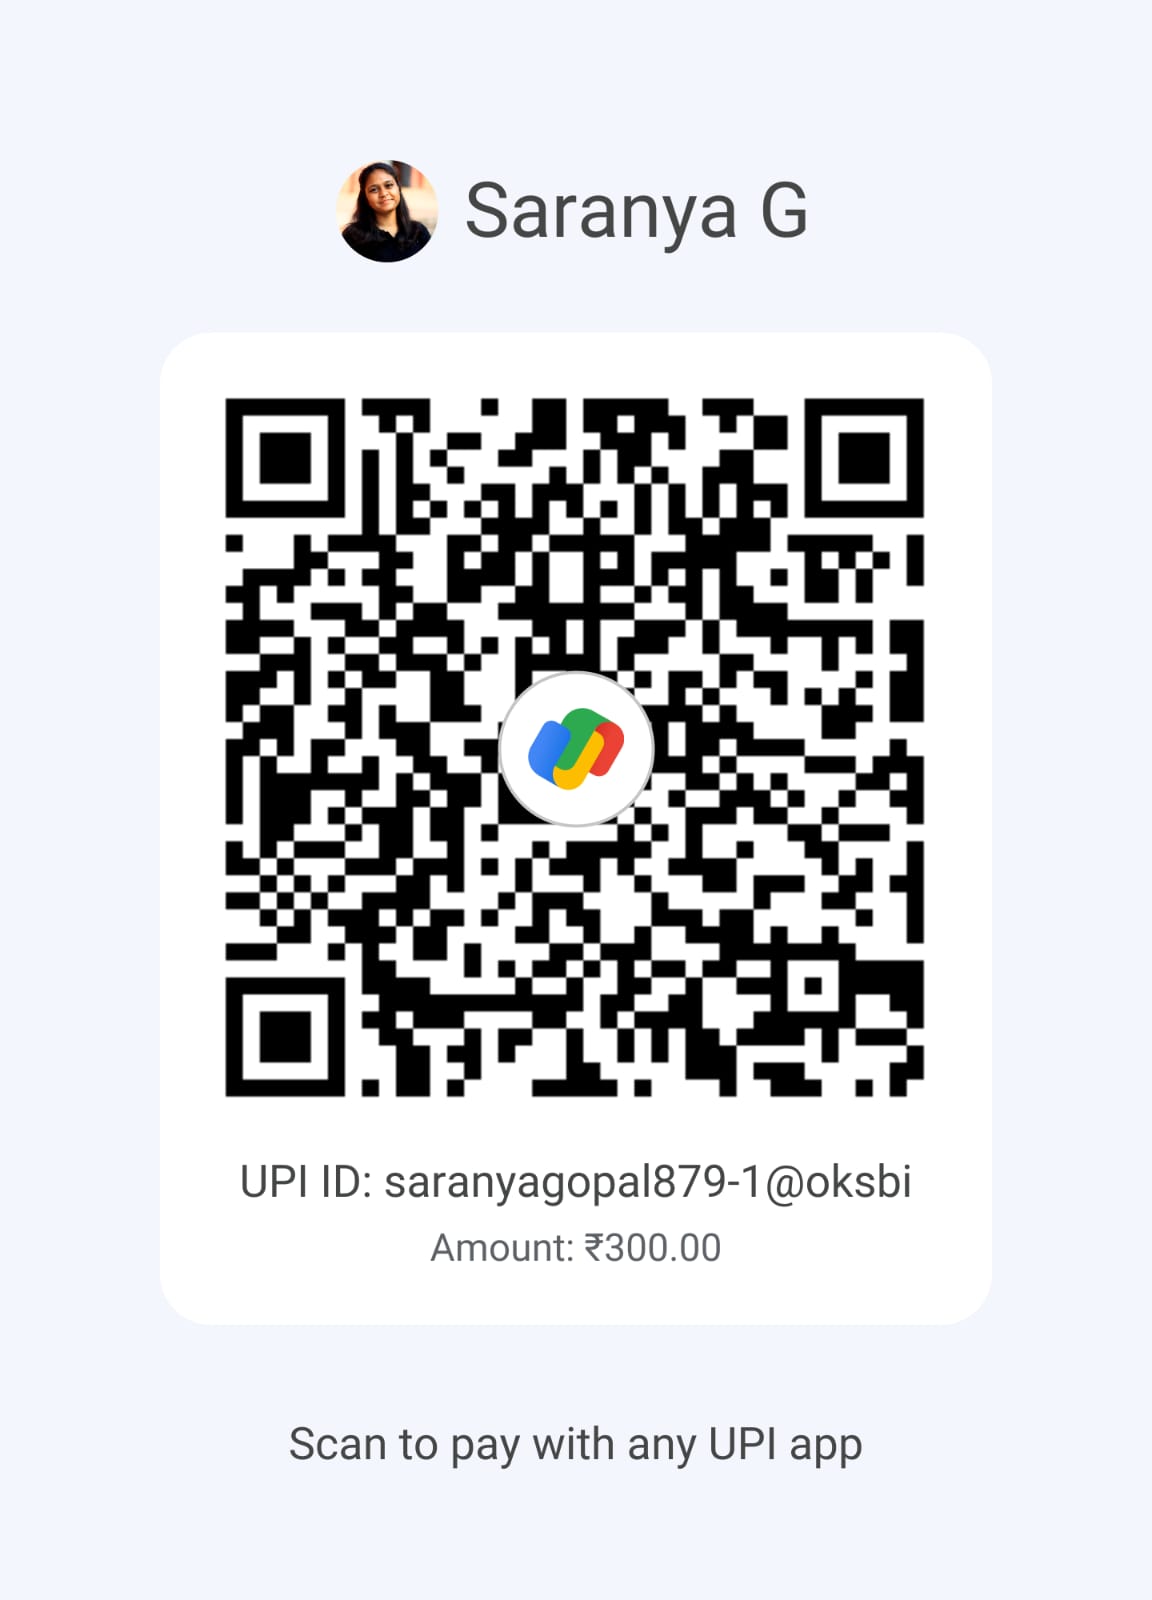 Saranya G
UPI ID: saranyagopal879-1@oksbi
Amount: ₹300.00
Scan to pay with any UPI app